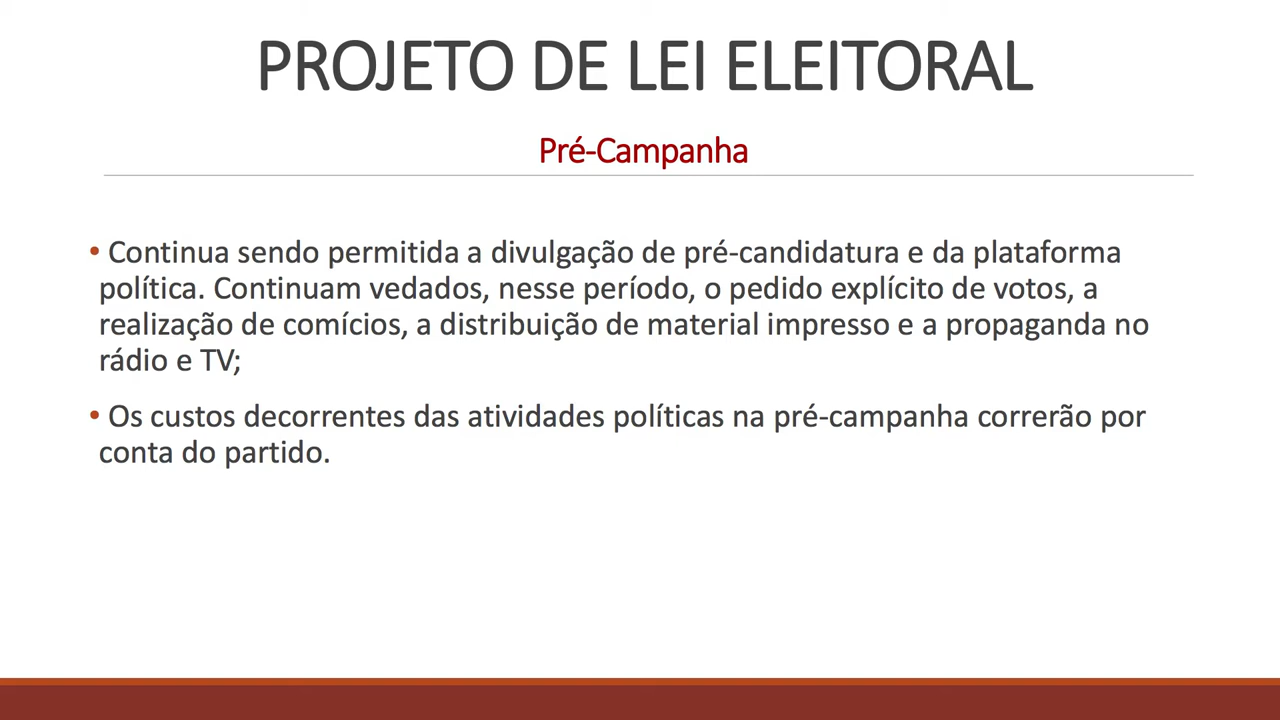 PROJETO DE LEI ELEITORAL
Pré-Campanha
• Continua sendo permitida a divulgação de pré-candidatura e da plataforma
política. Continuam vedados, nesse período, o pedido explícito de votos, a
realização de comícios, a distribuição de material impresso e a propaganda no
rádio e TV;
• Os custos decorrentes das atividades políticas na pré-campanha correrão por
conta do partido.